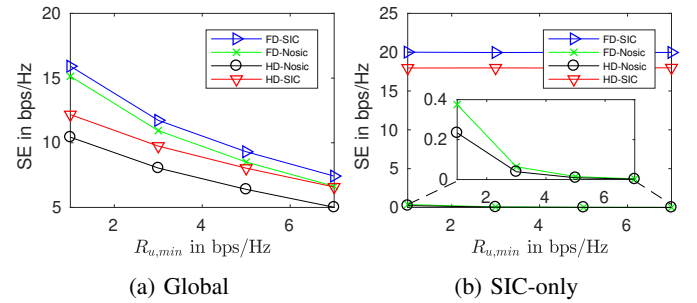 20
15
10
5
SE in bps/Hz
FD-SIC
FD-Nosic
HD-Nosic
HD-SIC
2 4 6
R_{u,min} in bps/Hz
(a) Global
25
20
15
10
5
0
SE in bps/Hz
FD-SIC
FD-Nosic
HD-Nosic
HD-SIC
0.4
0.2
0
2 4 6
2 4 6
R_{u,min} in bps/Hz
(b) SIC-only